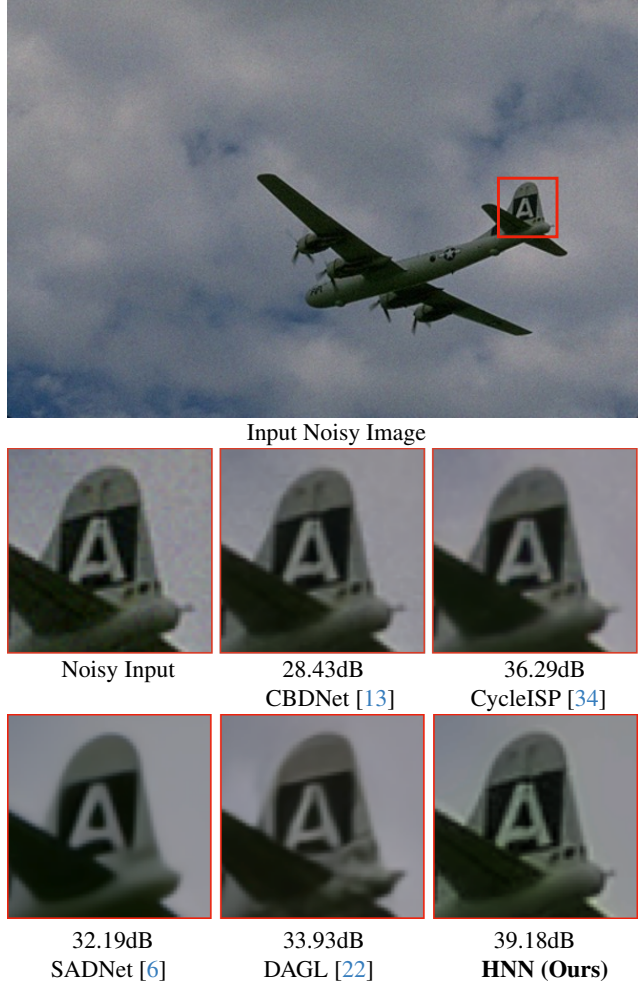 A
Input Noisy Image
A A A
Noisy Input 28.43dB 36.29dB
CBDNet [13] CycleISP [34]
A A A
32.19dB 33.93dB 39.18dB
SADNet [6] DAGL [22] HNN (Ours)